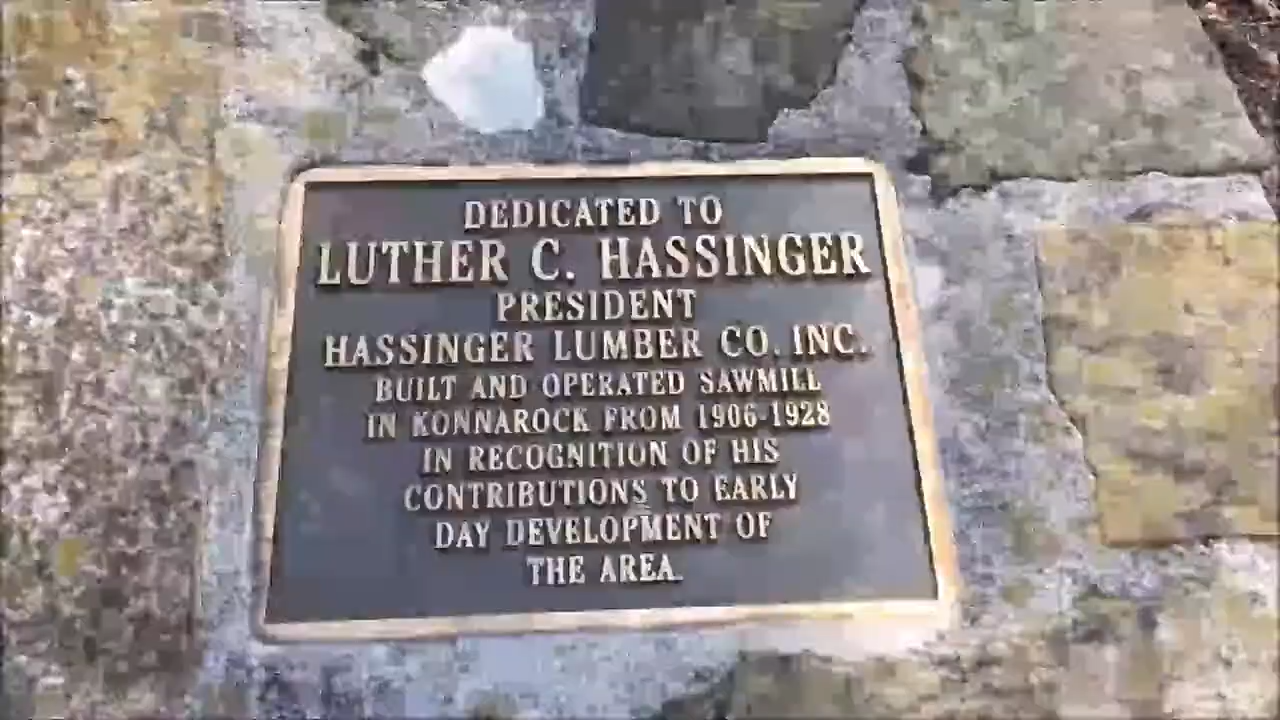 DEDICATED TO
LUTHER C. HASSINGER
PRESIDENT
HASSINGER LUMBER CO. INC.
BUILT AND OPERATED SAWMILL
IN KONNAROCK FROM 1906-1928
IN RECOGNITION OF HIS
CONTRIBUTIONS TO EARLY
DAY DEVELOPMENT OF
THE AREA.